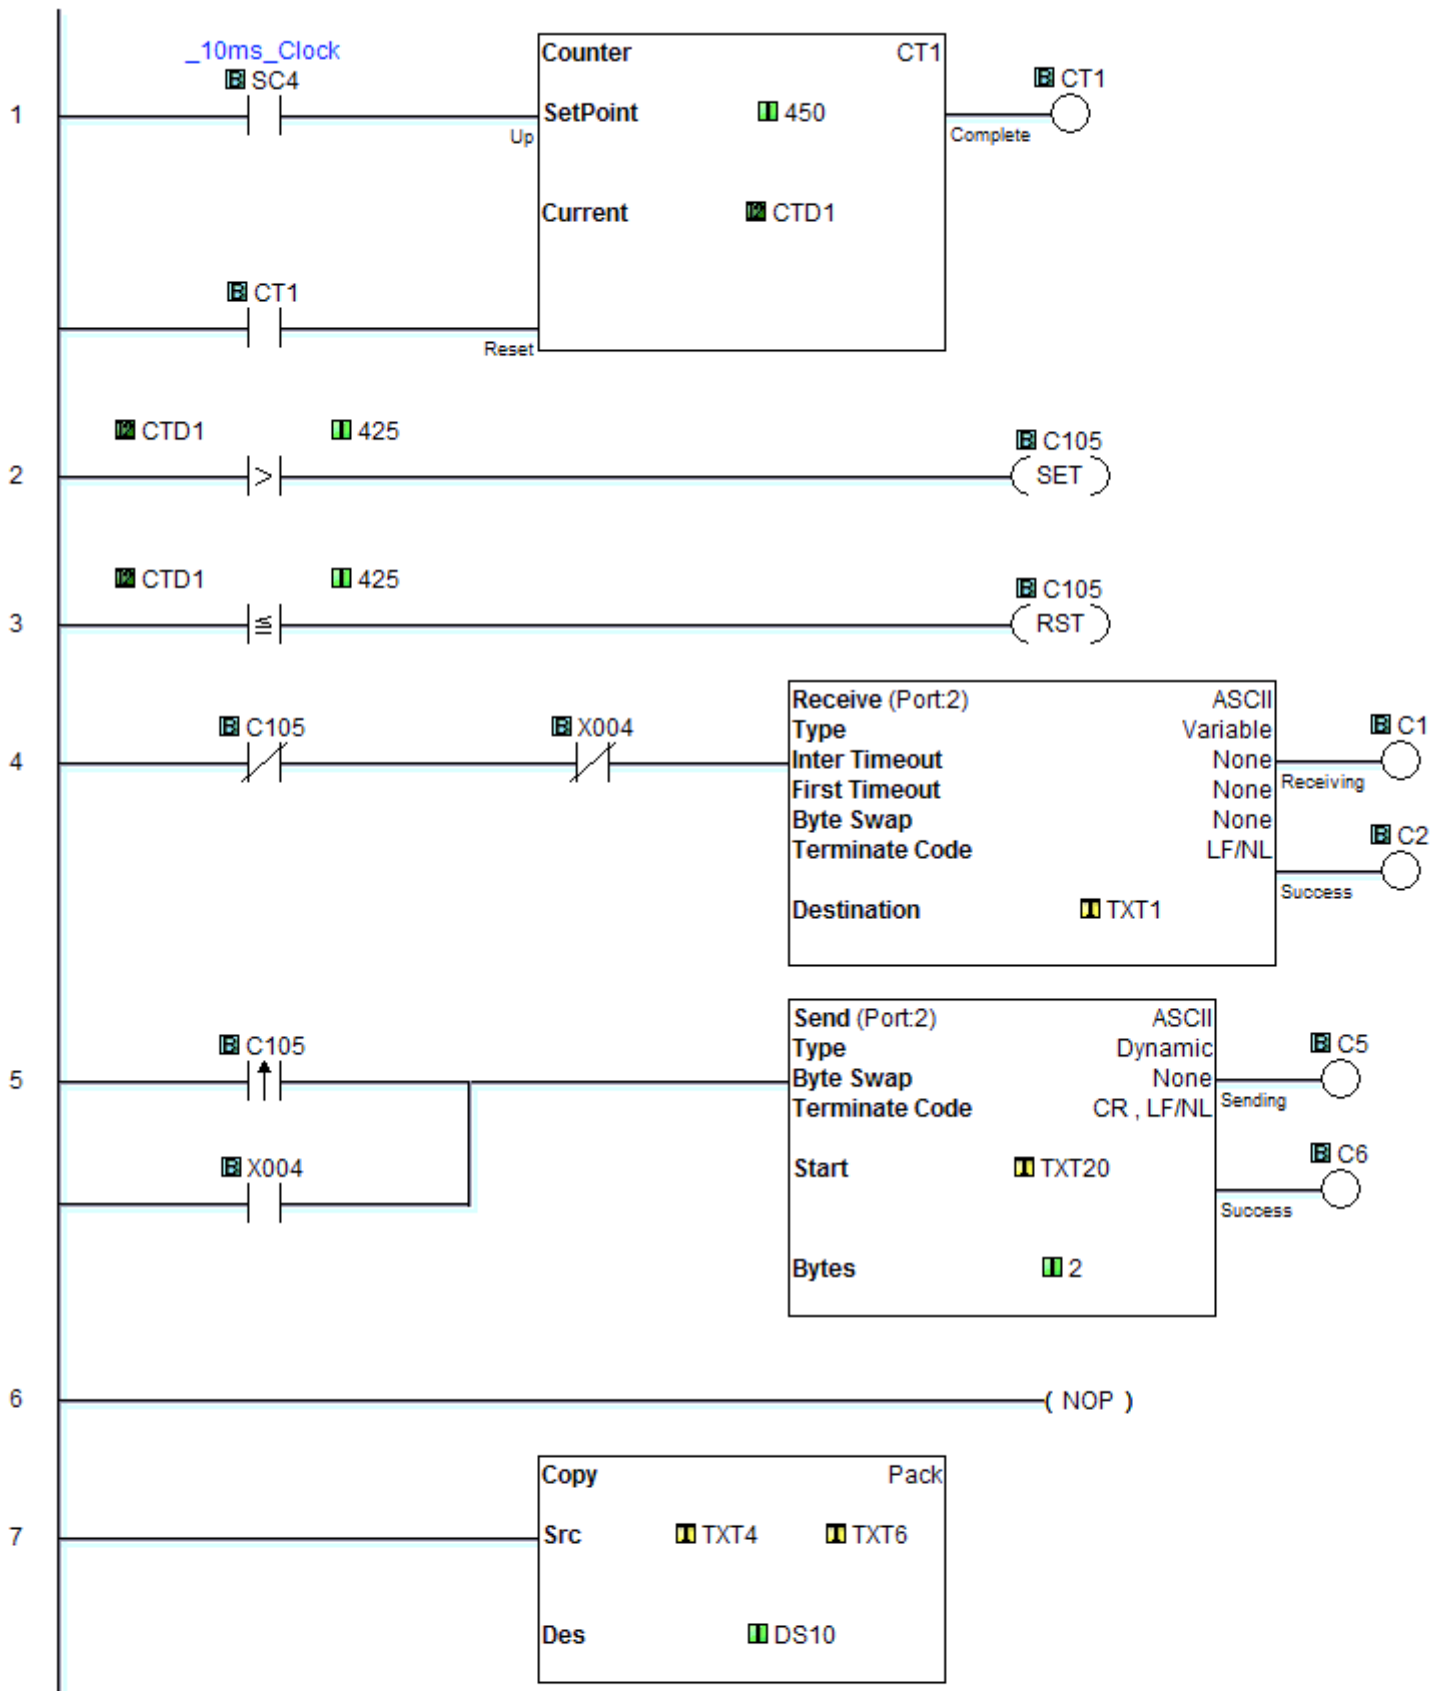 _10ms_Clock
SC4
1
Counter CT1
SetPoint 450
Up
Current CTD1
CT1
Complete
CT1
Reset
CTD1 425
2
>
C105
SET
CTD1 425
3
≦
C105
RST
4
C105
X004
Receive (Port:2) ASCII
Type Variable
Inter Timeout None
First Timeout None
Byte Swap None
Terminate Code LF/NL
Destination TXT1
C1
Receiving
C2
Success
5
C105
X004
Send (Port:2) ASCII
Type Dynamic
Byte Swap None
Terminate Code CR , LF/NL
Start TXT20
Bytes 2
C5
Sending
C6
Success
6
( NOP )
7
Copy Pack
Src TXT4 TXT6
Des DS10